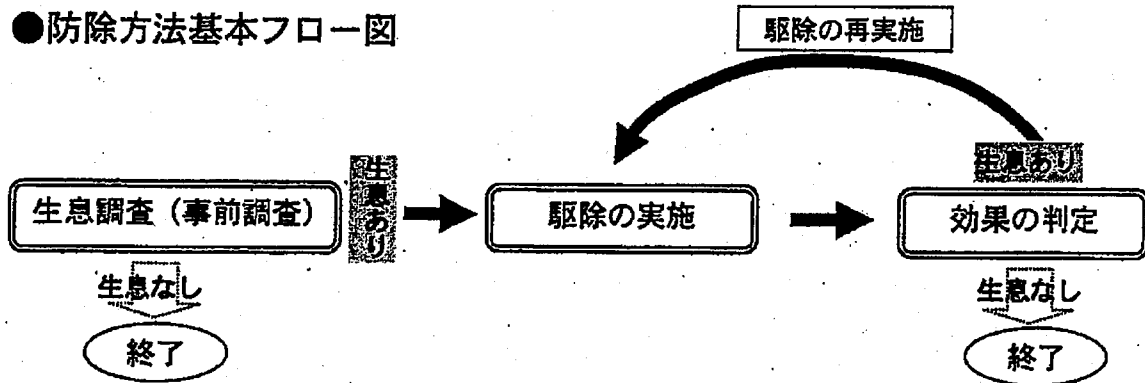 ●防除方法基本フロー図
駆除の再実施
生息あり
生息あり
生息調査（事前調査）
駆除の実施
効果の判定
生息なし
生息なし
終了
終了